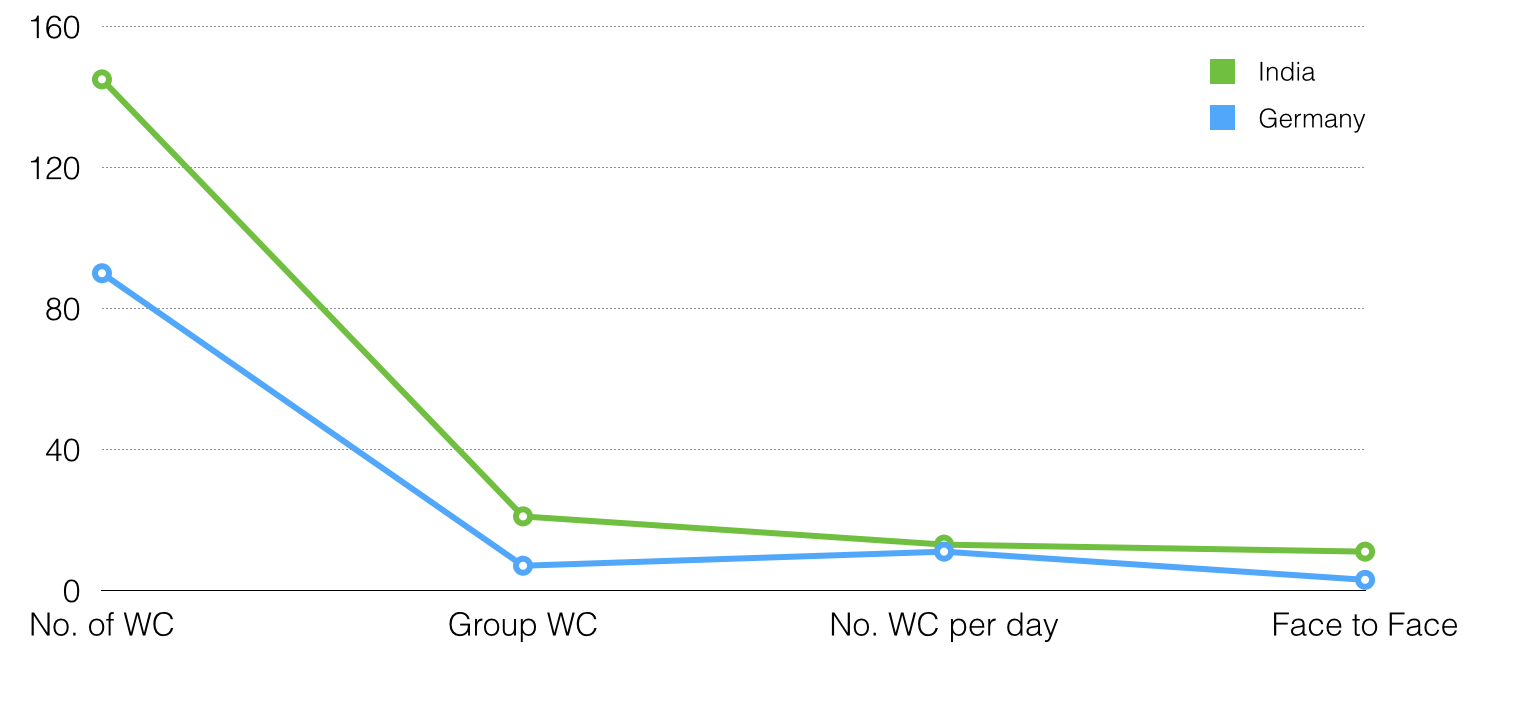 160
India
Germany
120
80
40
0
No. of WC
Group WC
No. WC per day
Face to Face